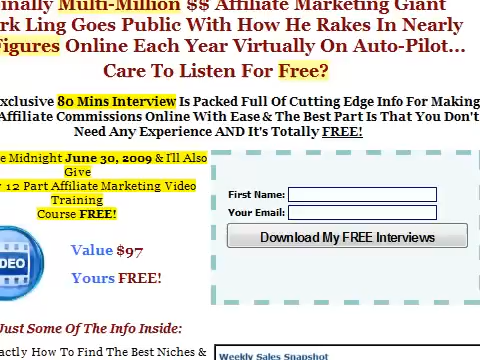 inally Multi-Million $$ Affiliate Marketing Giant
rk Ling Goes Public With How He Rakes In Nearly
Figures Online Each Year Virtually On Auto-Pilot...
Care To Listen For Free?
xclusive 80 Mins Interview Is Packed Full Of Cutting Edge Info For Making
Affiliate Commissions Online With Ease & The Best Part Is That You Don't
Need Any Experience AND It's Totally FREE!
e Midnight June 30, 2009 & I'll Also
Give
12 Part Affiliate Marketing Video
Training
Course FREE!
First Name:
Your Email:
Download My FREE Interviews
DEO
Value $97
Yours FREE!
Just Some Of The Info Inside:
actly How To Find The Best Niches &
Weekly Sales Snapshot